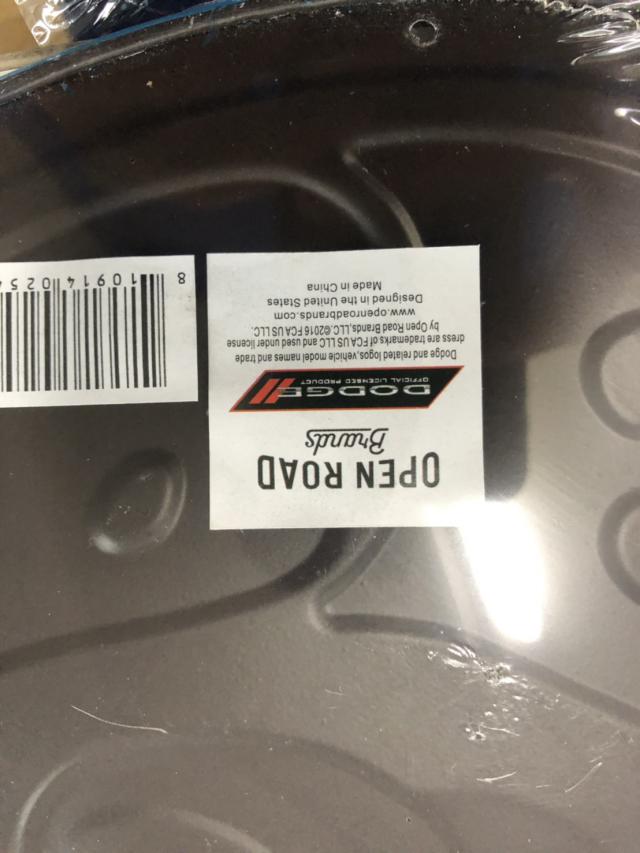 OPEN ROAD
Brands
DODGE
OFFICIAL LICENSED PRODUCT
Dodge and related logos, vehicle model names and trade
dress are trademarks of FCA US LLC and used under license
by Open Road Brands, LLC. ©2016 FCA US LLC.
www.openroadbrands.com
Designed in the United States
Made in China
8 10914 0254